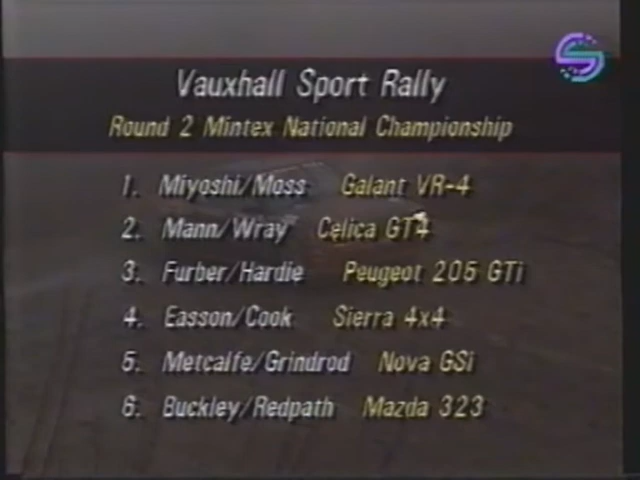 Vauxhall Sport Rally
Round 2 Mintex National Championship
1. Miyoshi/Moss Galant VR-4
2. Mann/Wray Celica GT4
3. Furber/Hardie Peugeot 205 GTi
4. Easson/Cook Sierra 4x4
5. Metcalfe/Grindrod Nova GSi
6. Buckley/Redpath Mazda 323